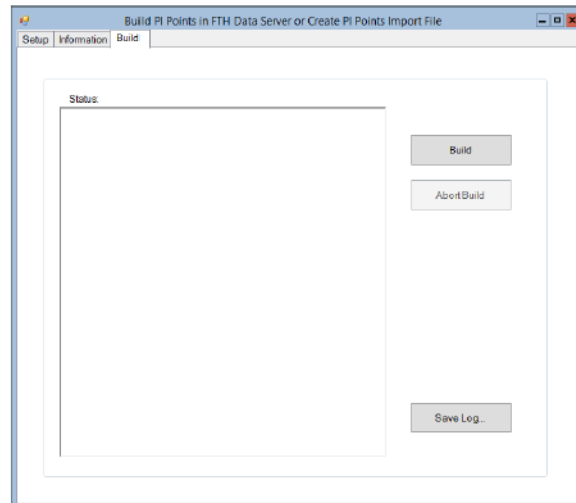 Build PI Points in FTH Data Server or Create PI Points Import File
Setup Information Build
Status:
Build
Abort Build
Save Log...